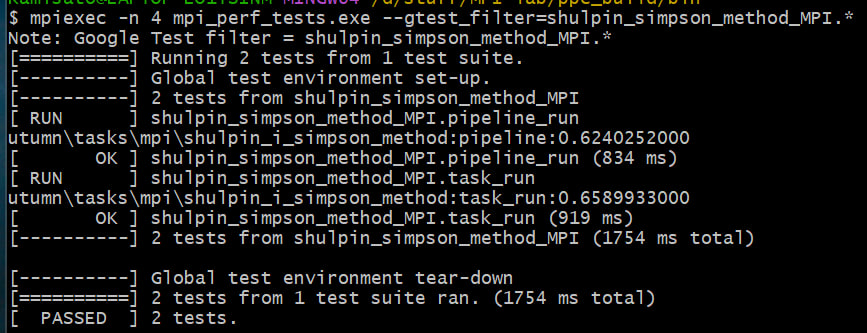 $ mpiexec -n 4 mpi_perf_tests.exe --gtest_filter=shulpin_simpson_method_MPI.*
Note: Google Test filter = shulpin_simpson_method_MPI.*
[==========] Running 2 tests from 1 test suite.
[----------] Global test environment set-up.
[----------] 2 tests from shulpin_simpson_method_MPI
[ RUN      ] shulpin_simpson_method_MPI.pipeline_run
utumn\tasks\mpi\shulpin_i_simpson_method:pipeline:0.6240252000
[       OK ] shulpin_simpson_method_MPI.pipeline_run (834 ms)
[ RUN      ] shulpin_simpson_method_MPI.task_run
utumn\tasks\mpi\shulpin_i_simpson_method:task_run:0.6589933000
[       OK ] shulpin_simpson_method_MPI.task_run (919 ms)
[----------] 2 tests from shulpin_simpson_method_MPI (1754 ms total)
[----------] Global test environment tear-down
[==========] 2 tests from 1 test suite ran. (1754 ms total)
[  PASSED  ] 2 tests.